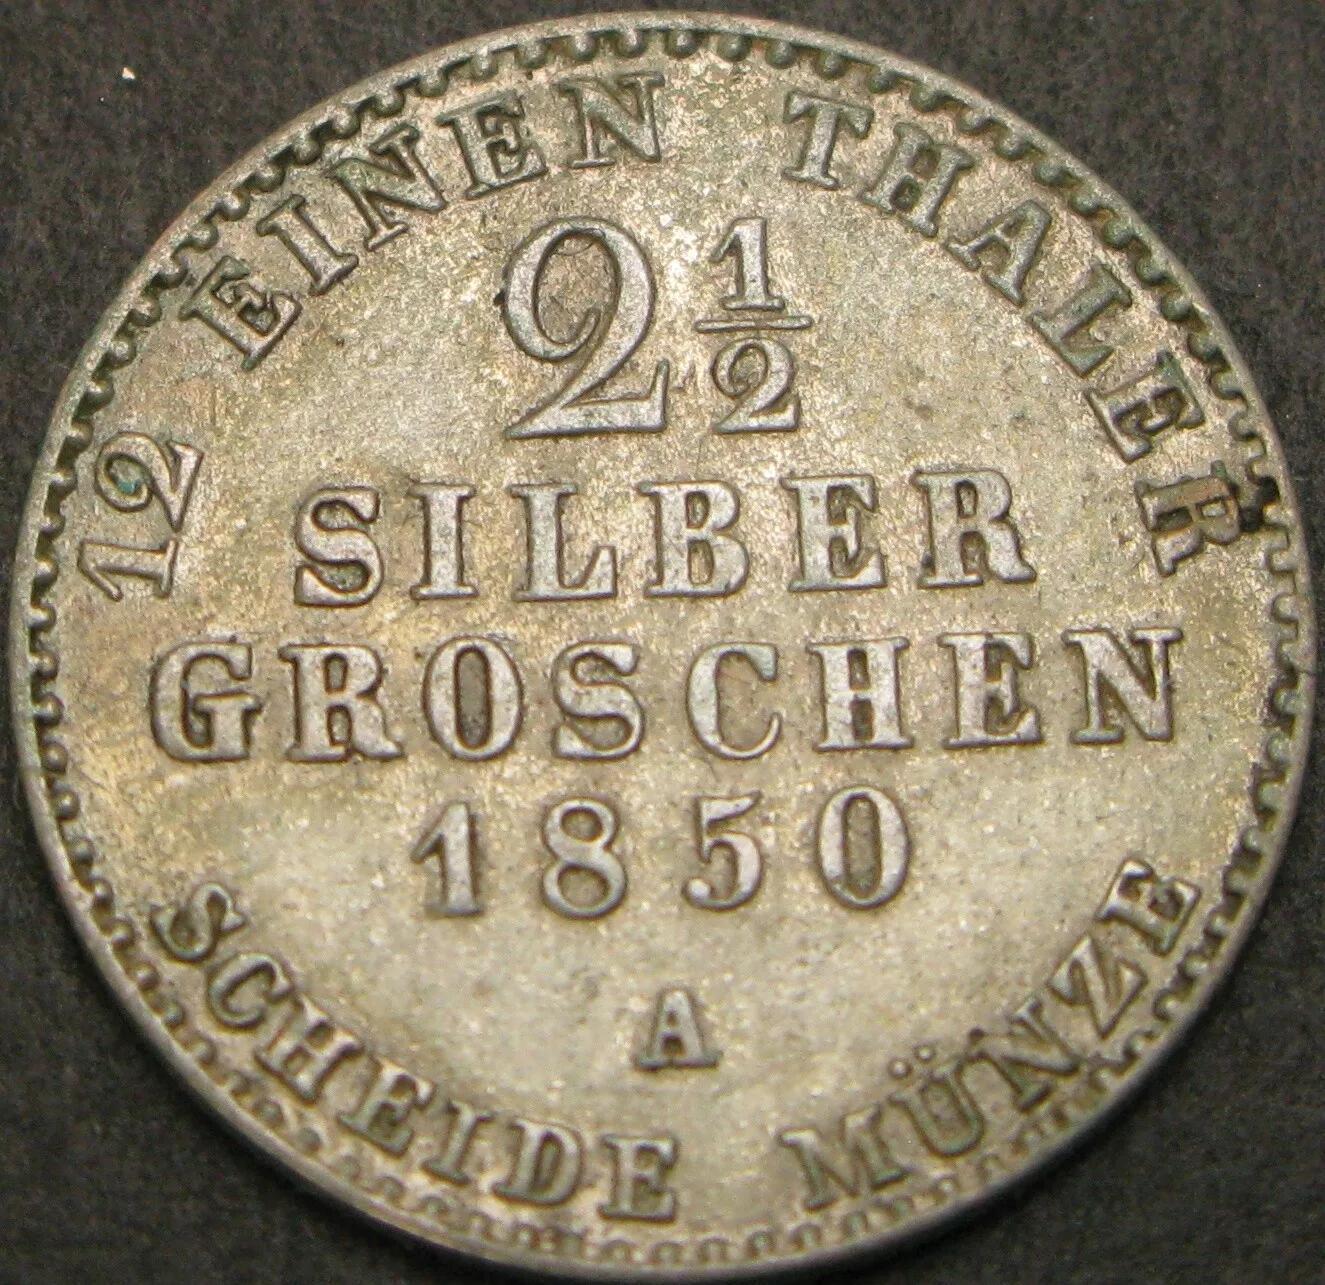 12 EINEN THALER
2 1/2
SILBER
GROSCHEN
1850
A
SCHEIDE MÜNZE